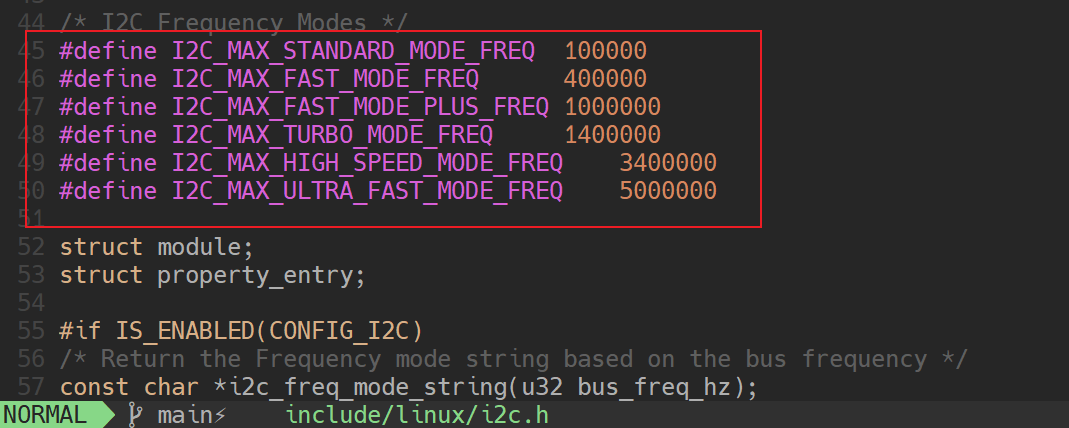 44 /* I2C Frequency Modes */
45 #define I2C_MAX_STANDARD_MODE_FREQ 100000
46 #define I2C_MAX_FAST_MODE_FREQ 400000
47 #define I2C_MAX_FAST_MODE_PLUS_FREQ 1000000
48 #define I2C_MAX_TURBO_MODE_FREQ 1400000
49 #define I2C_MAX_HIGH_SPEED_MODE_FREQ 3400000
50 #define I2C_MAX_ULTRA_FAST_MODE_FREQ 5000000
51
52 struct module;
53 struct property_entry;
54
55 #if IS_ENABLED(CONFIG_I2C)
56 /* Return the Frequency mode string based on the bus frequency */
57 const char *i2c_freq_mode_string(u32 bus_freq_hz);
NORMAL main⚡ include/linux/i2c.h